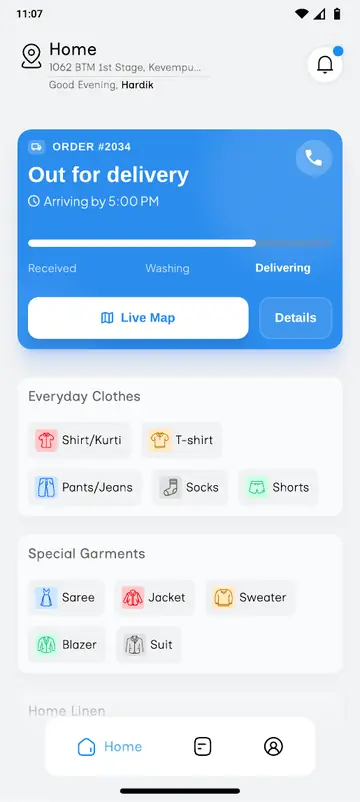 11:07
Home
1062 BTM 1st Stage, Kevempu...
Good Evening, Hardik
ORDER #2034
Out for delivery
Arriving by 5:00 PM
Received Washing Delivering
Live Map Details
Everyday Clothes
Shirt/Kurti T-shirt
Pants/Jeans Socks Shorts
Special Garments
Saree Jacket Sweater
Blazer Suit
Home Linen
Home